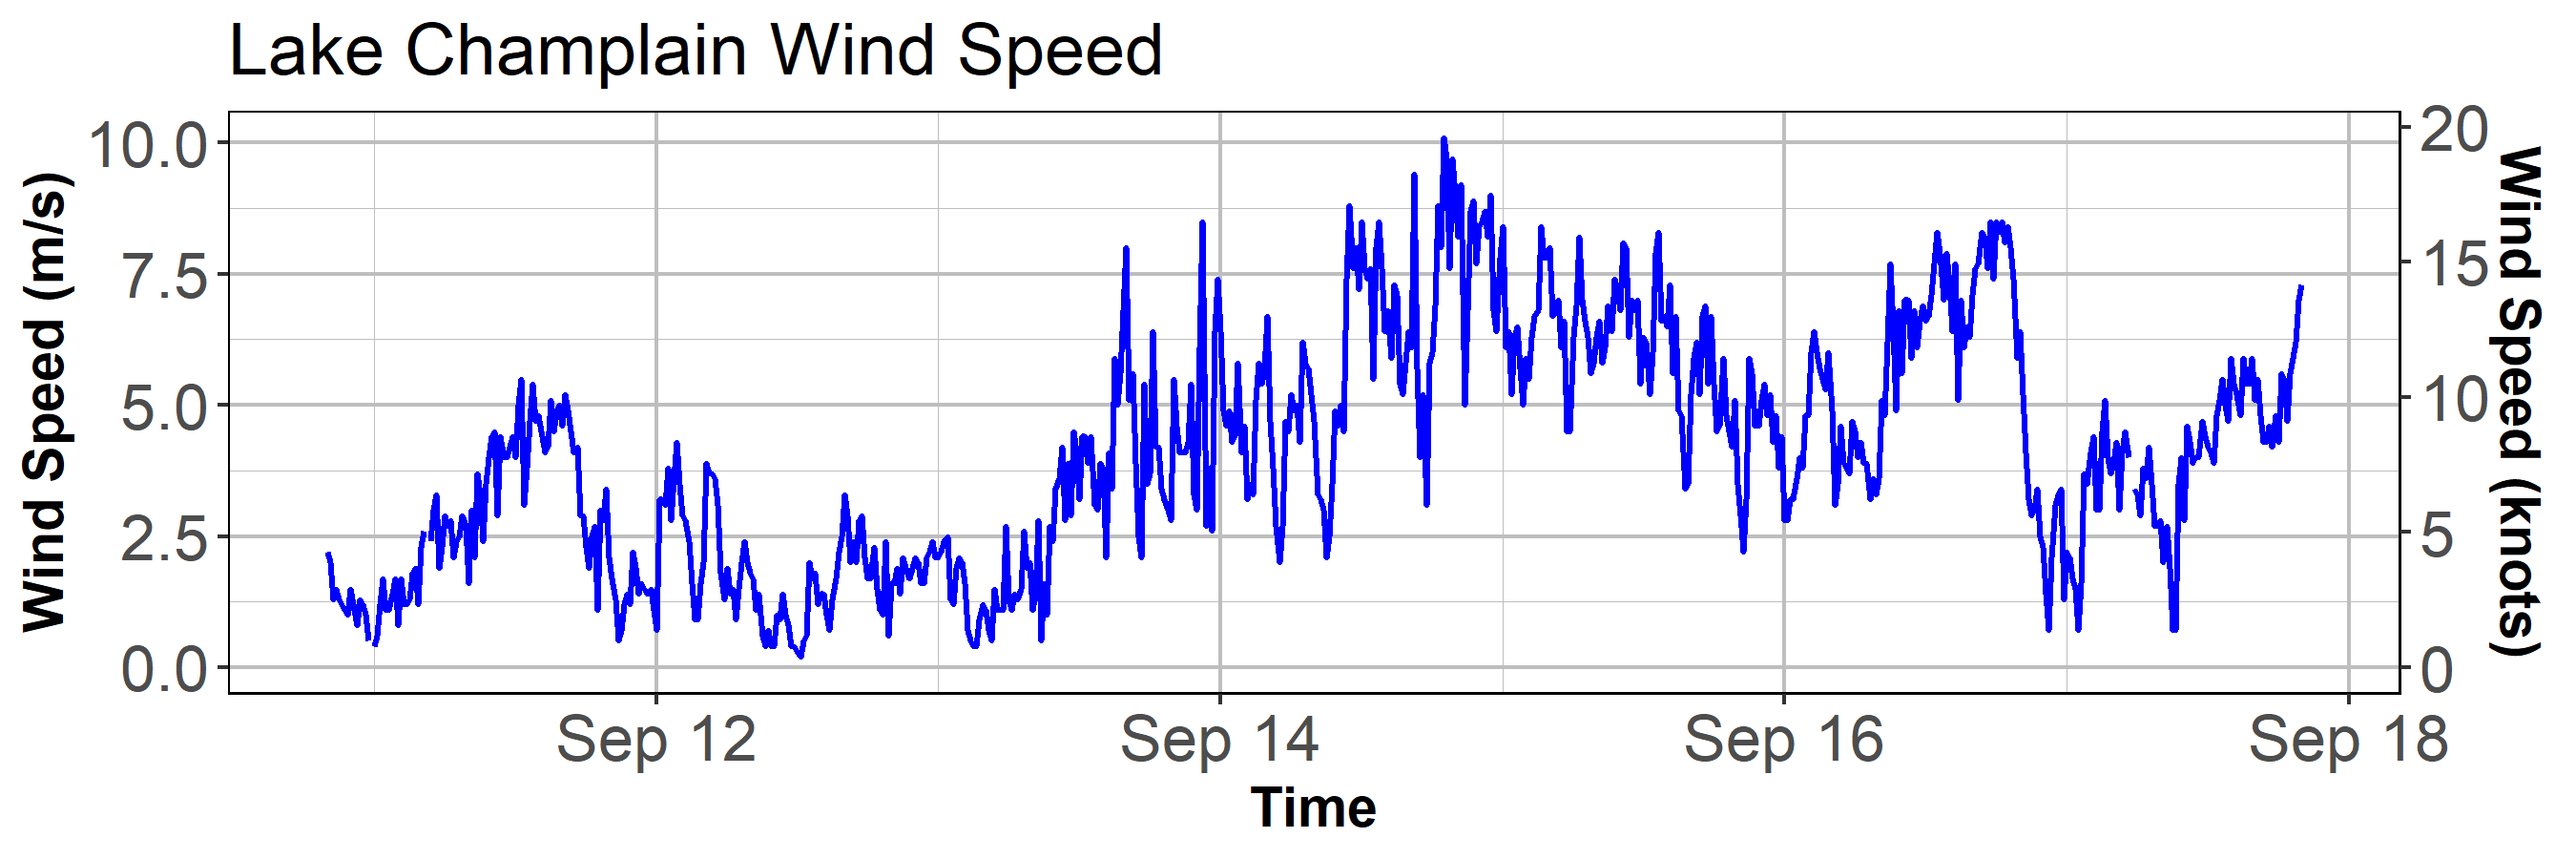 Lake Champlain Wind Speed
Wind Speed (m/s)
10.0
7.5
5.0
2.5
0.0
20
15
10
5
0
Wind Speed (knots)
Sep 12
Sep 14
Sep 16
Sep 18
Time